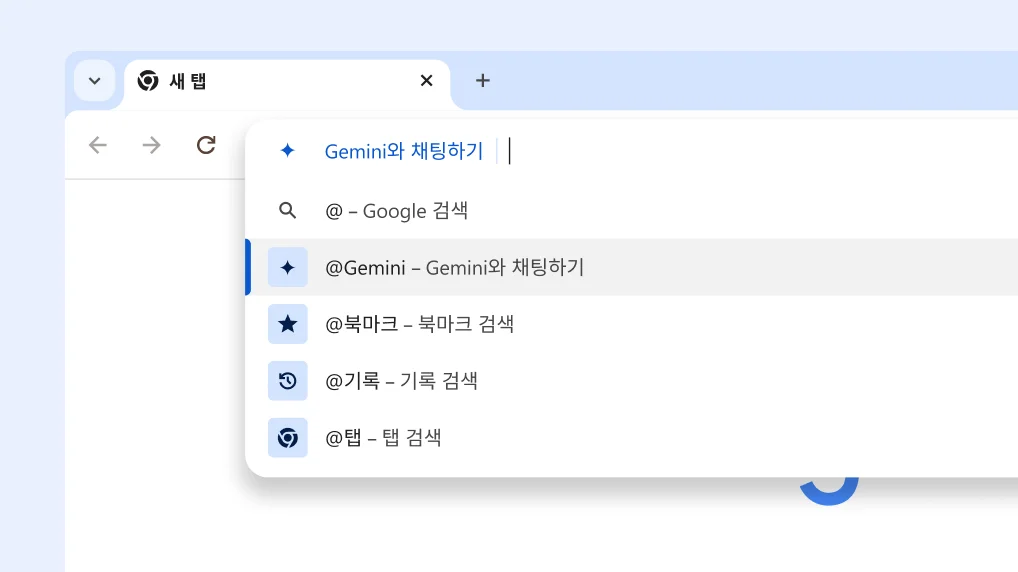 새 탭
Gemini와 채팅하기
@ – Google 검색
@Gemini – Gemini와 채팅하기
@북마크 – 북마크 검색
@기록 – 기록 검색
@탭 – 탭 검색